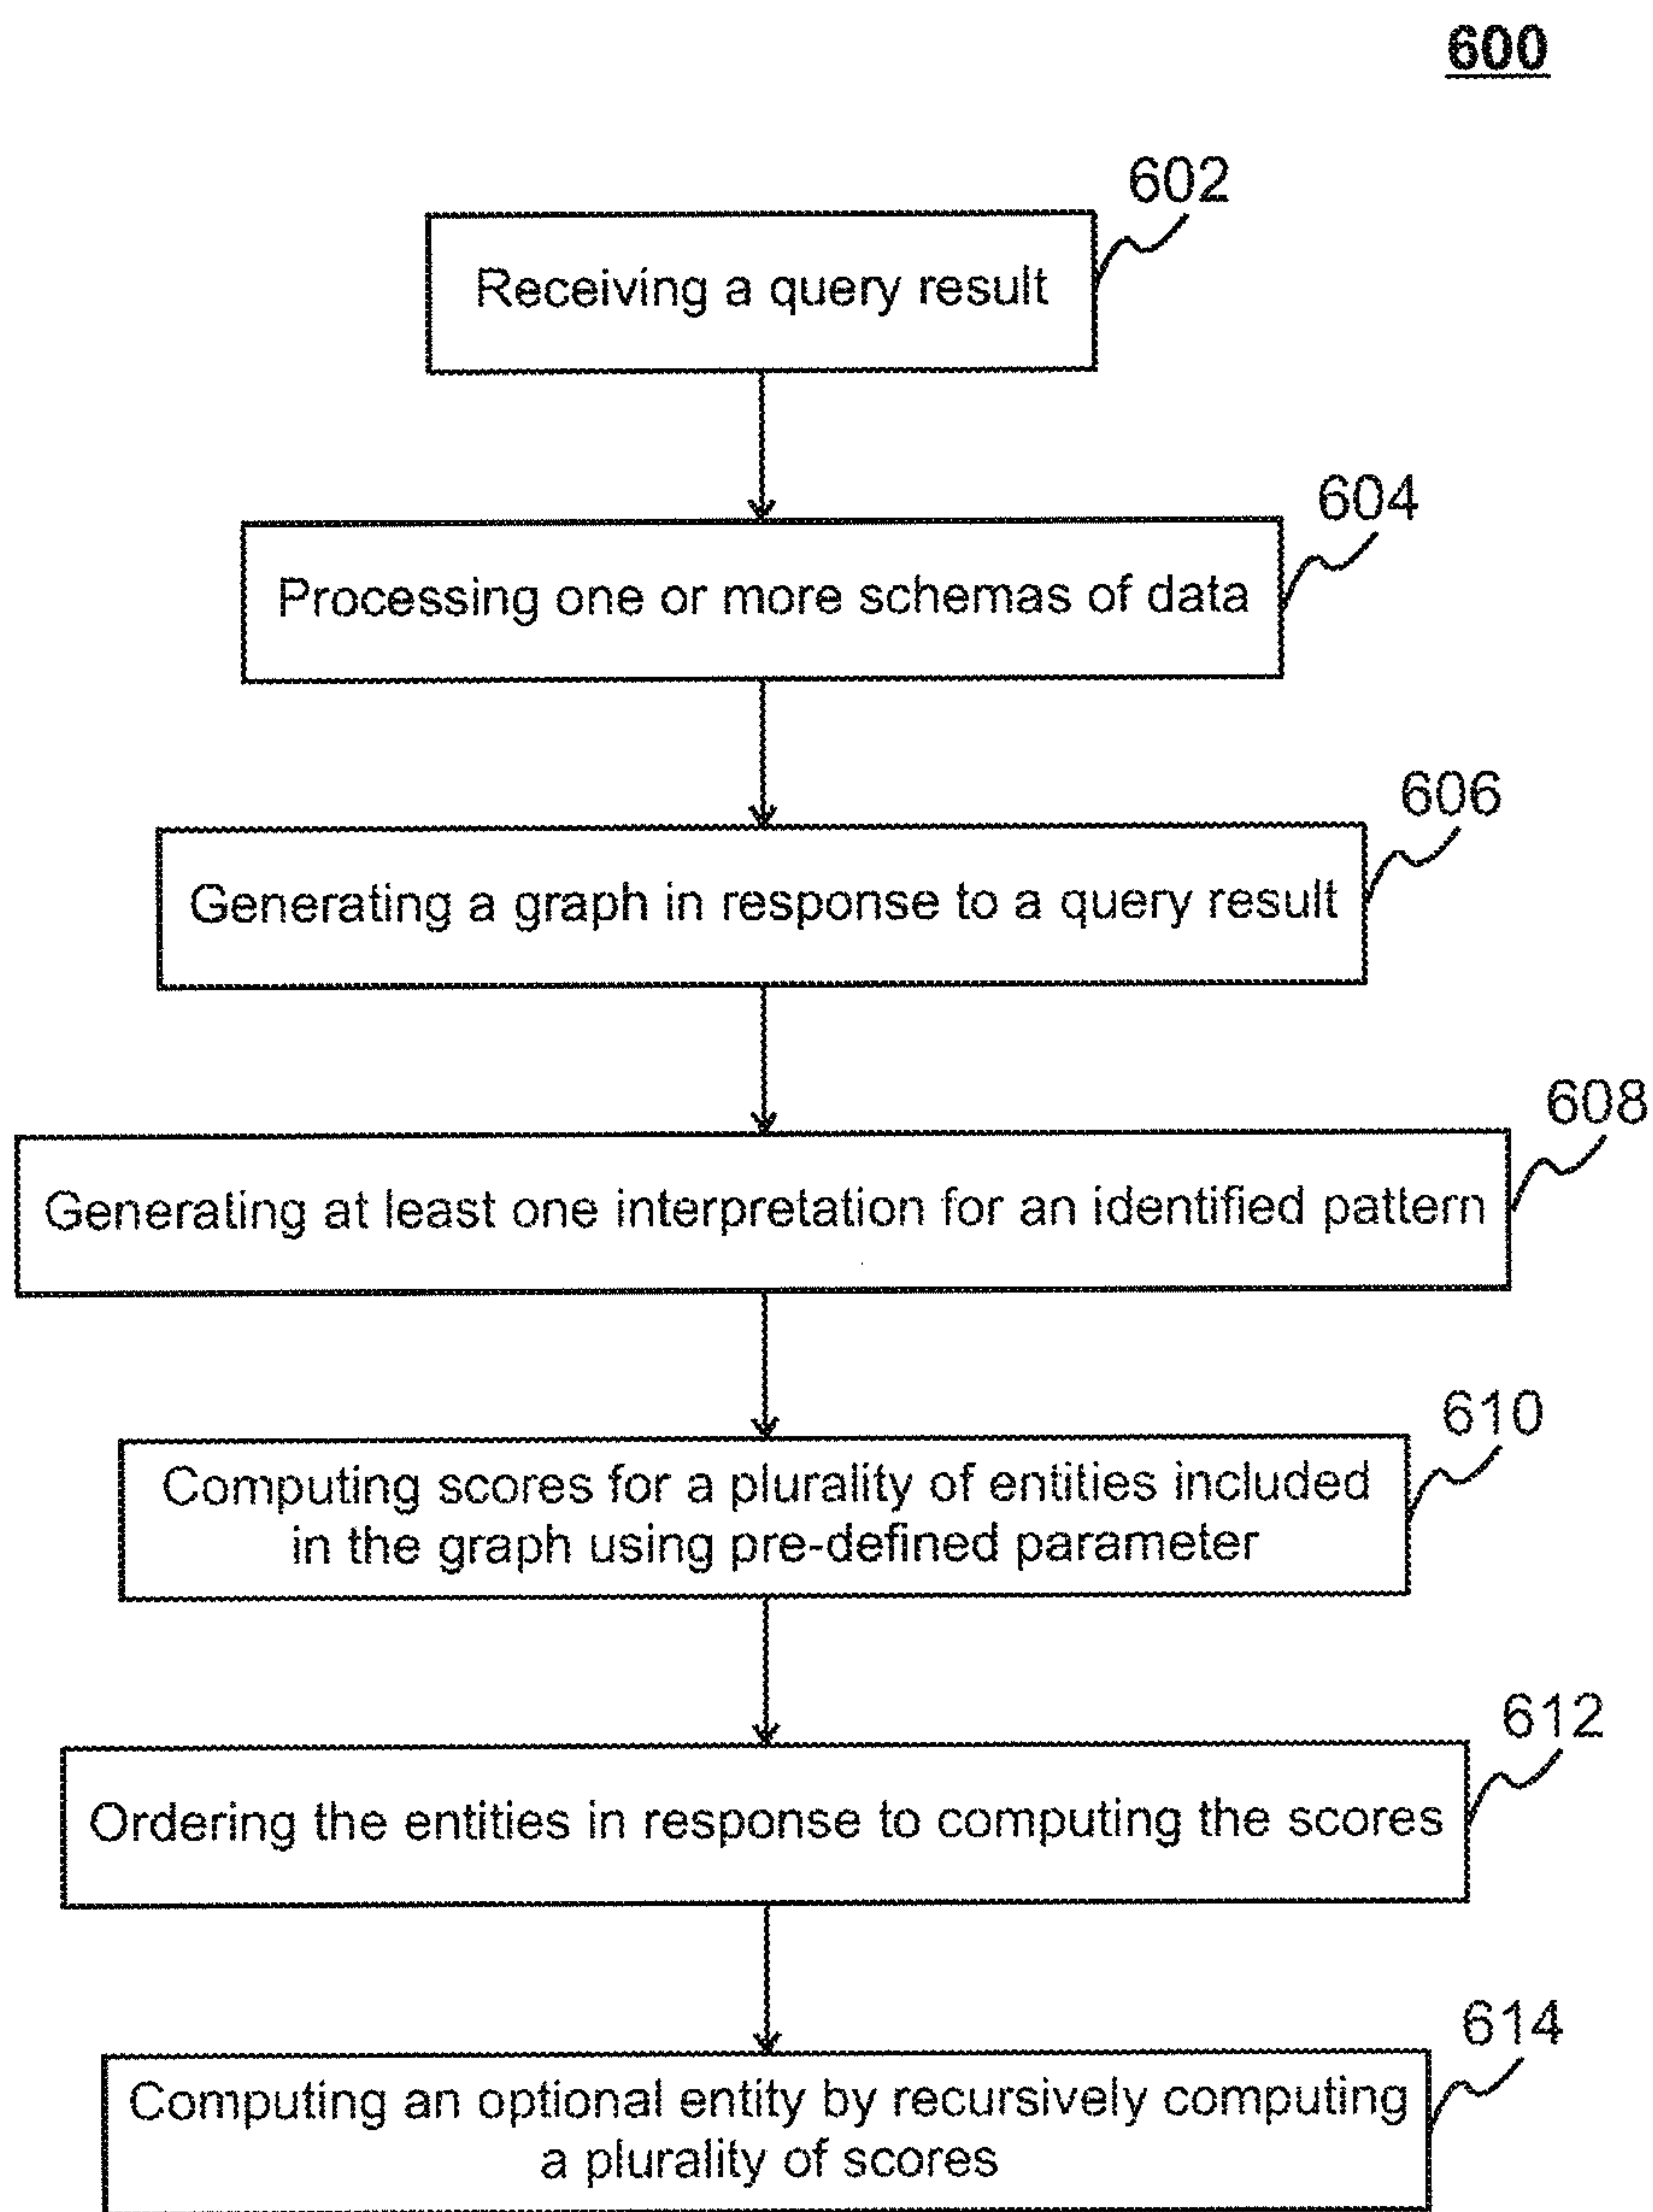 600
602
Receiving a query result
604
Processing one or more schemas of data
606
Generating a graph in response to a query result
608
Generating at least one interpretation for an identified pattern
610
Computing scores for a plurality of entities included
in the graph using pre-defined parameter
612
Ordering the entities in response to computing the scores
614
Computing an optional entity by recursively computing
a plurality of scores